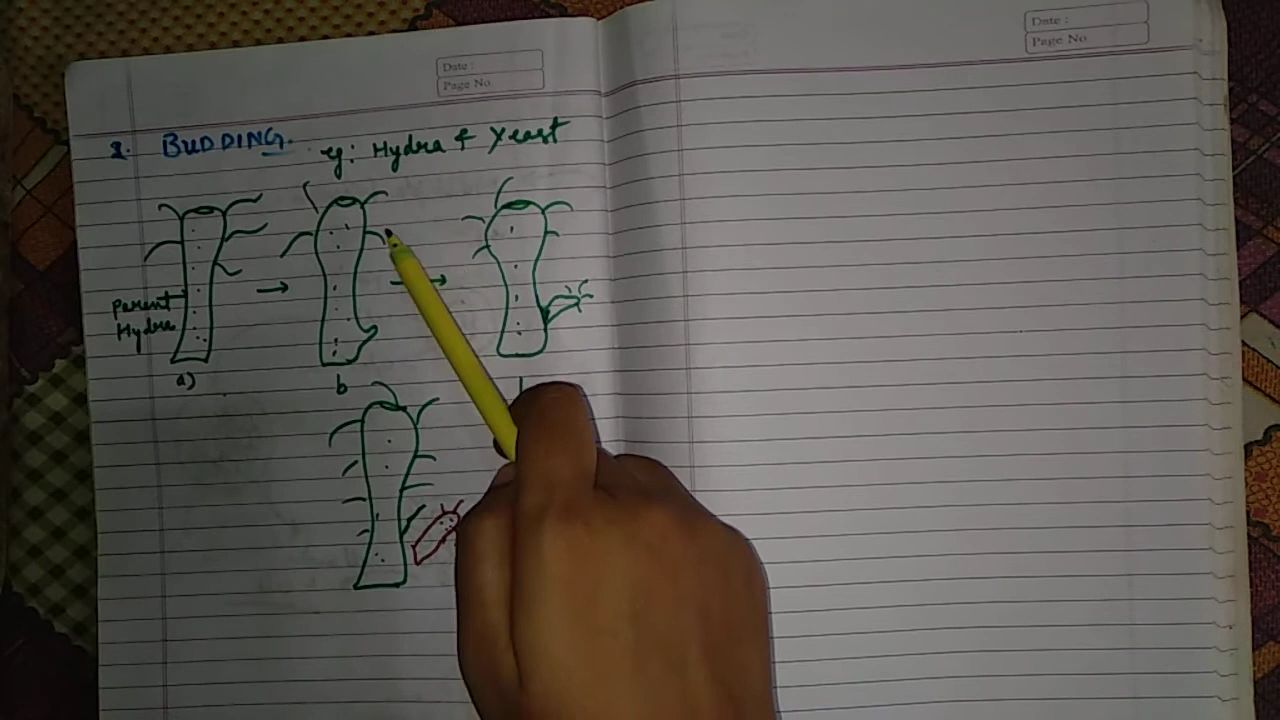 Date :
Page No.
Date :
Page No
2. BUDDING. eg: Hydra & Yeast
Parent
Hydra
a)
b